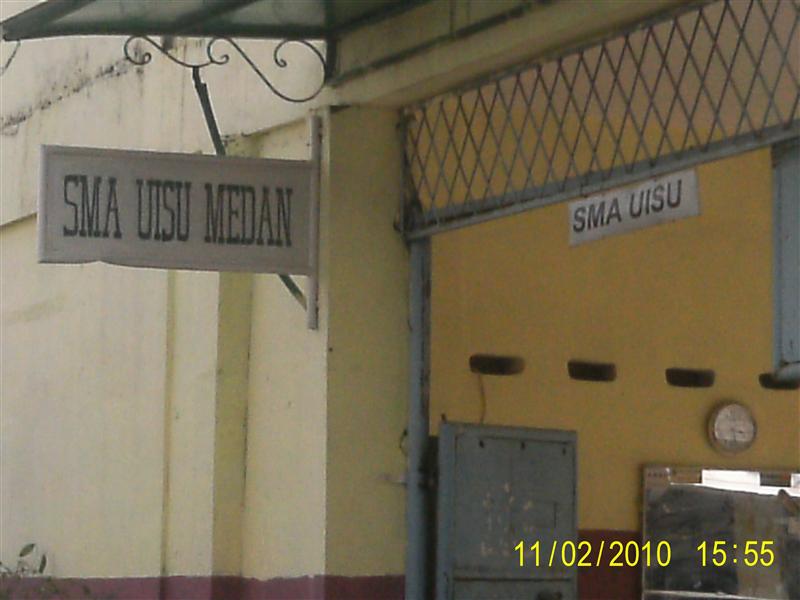 SMA UISU MEDAN
SMA UISU
11/02/2010 15:55